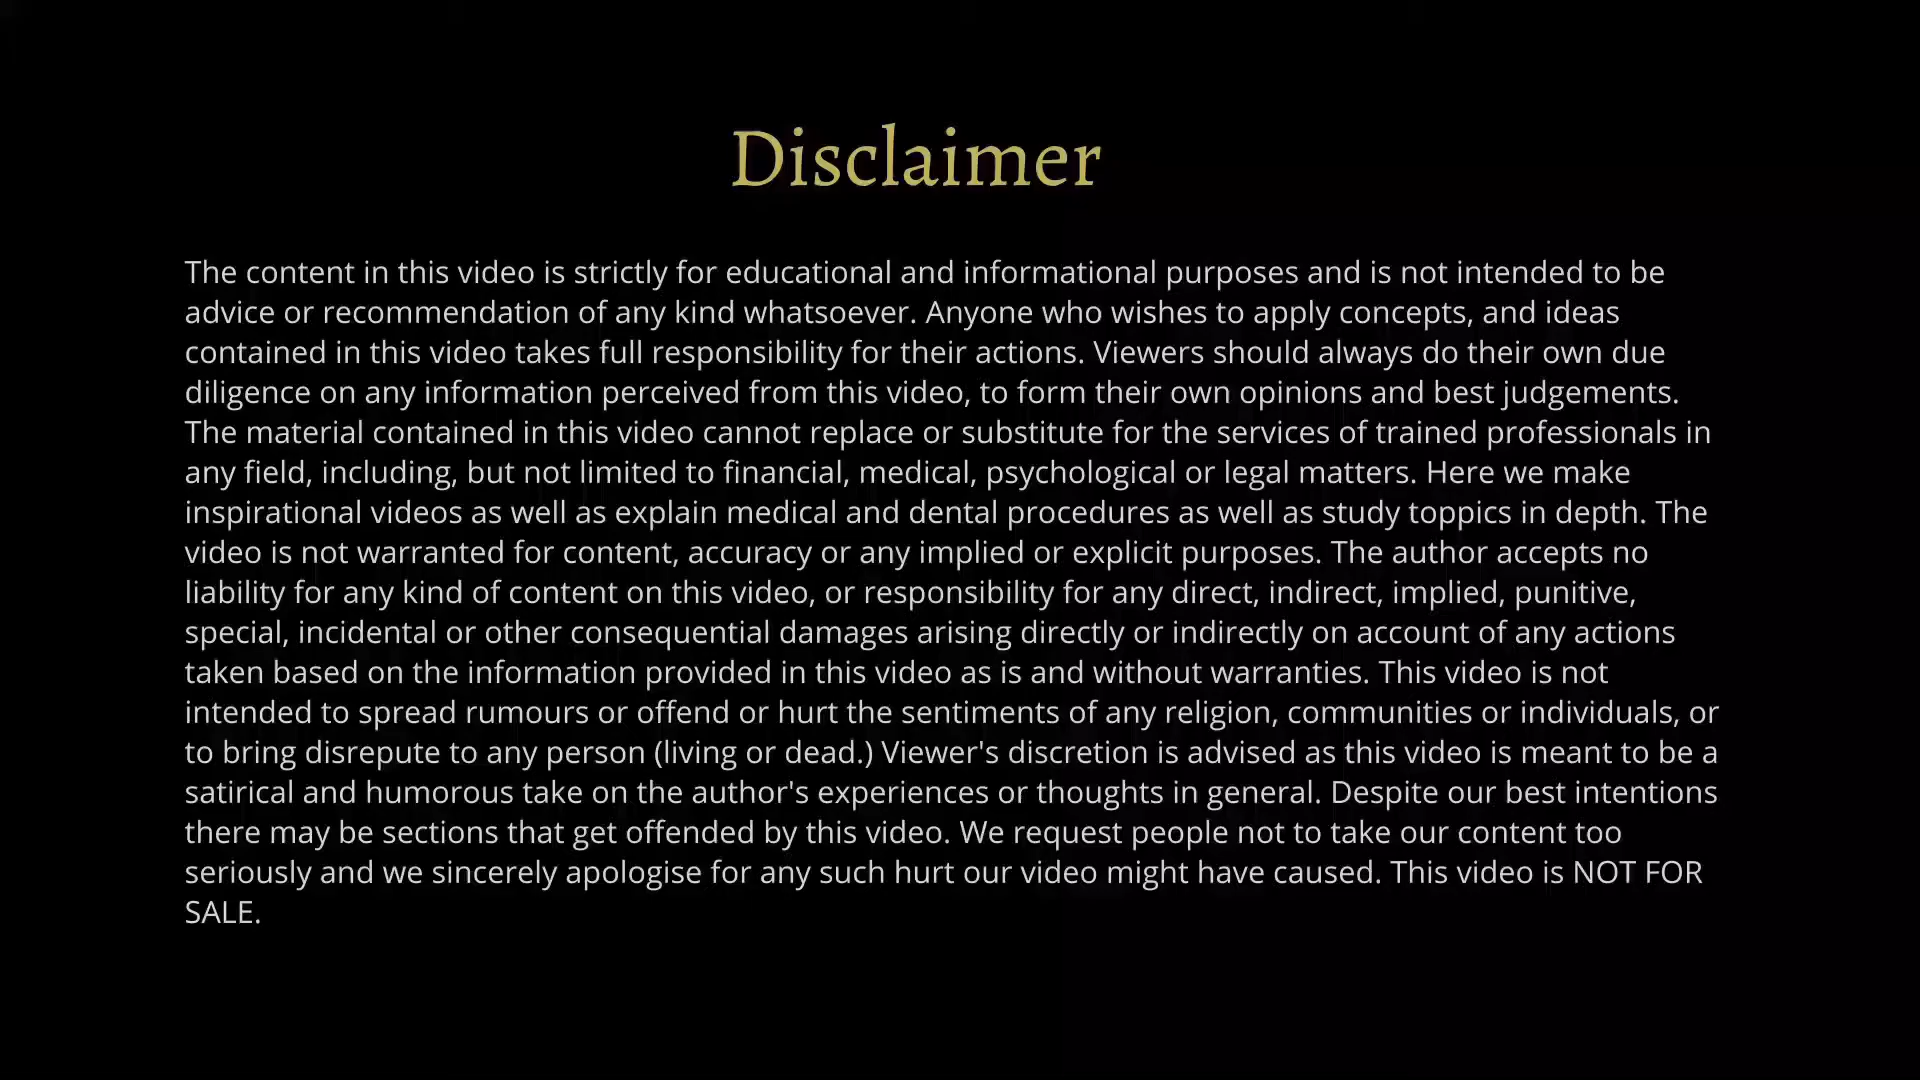 Disclaimer
The content in this video is strictly for educational and informational purposes and is not intended to be
advice or recommendation of any kind whatsoever. Anyone who wishes to apply concepts, and ideas
contained in this video takes full responsibility for their actions. Viewers should always do their own due
diligence on any information perceived from this video, to form their own opinions and best judgements.
The material contained in this video cannot replace or substitute for the services of trained professionals in
any field, including, but not limited to financial, medical, psychological or legal matters. Here we make
inspirational videos as well as explain medical and dental procedures as well as study toppics in depth. The
video is not warranted for content, accuracy or any implied or explicit purposes. The author accepts no
liability for any kind of content on this video, or responsibility for any direct, indirect, implied, punitive,
special, incidental or other consequential damages arising directly or indirectly on account of any actions
taken based on the information provided in this video as is and without warranties. This video is not
intended to spread rumours or offend or hurt the sentiments of any religion, communities or individuals, or
to bring disrepute to any person (living or dead.) Viewer's discretion is advised as this video is meant to be a
satirical and humorous take on the author's experiences or thoughts in general. Despite our best intentions
there may be sections that get offended by this video. We request people not to take our content too
seriously and we sincerely apologise for any such hurt our video might have caused. This video is NOT FOR
SALE.